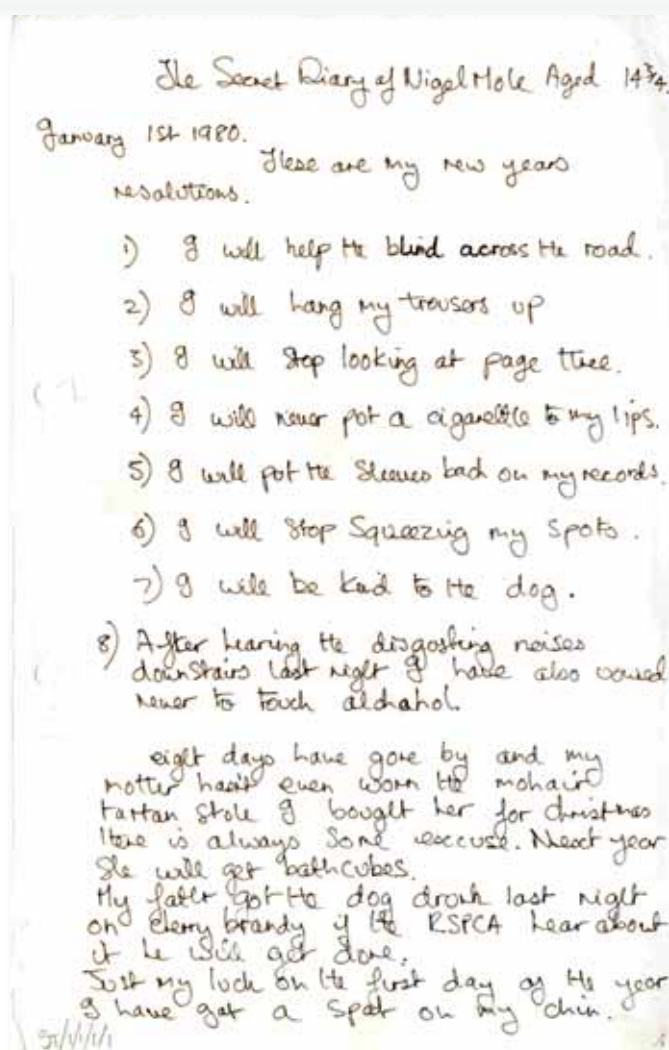 The Secret Diary of Nigel Mole Aged 14¾.
January 1st 1980.
These are my new years
resolutions.
1) I will help the blind across the road.
2) I will hang my trousers up
3) I will stop looking at page three.
4) I will never put a cigarette to my lips.
5) I will put the sleeves back on my records.
6) I will stop squeezing my spots.
7) I will be kind to the dog.
8) After hearing the disgosting noises
downstairs last night I have also vowed
never to touch alchahol.
eight days have gone by and my
mother hasn't even worn the mohair
tartan stole I bought her for christmas
there is always some exccuse. Next year
she will get bathcubes.
My father got the dog drunk last night
on cherry brandy if the RSPCA hear about
it he will get done.
Just my luck on the first day of the year
I have got a spot on my chin.